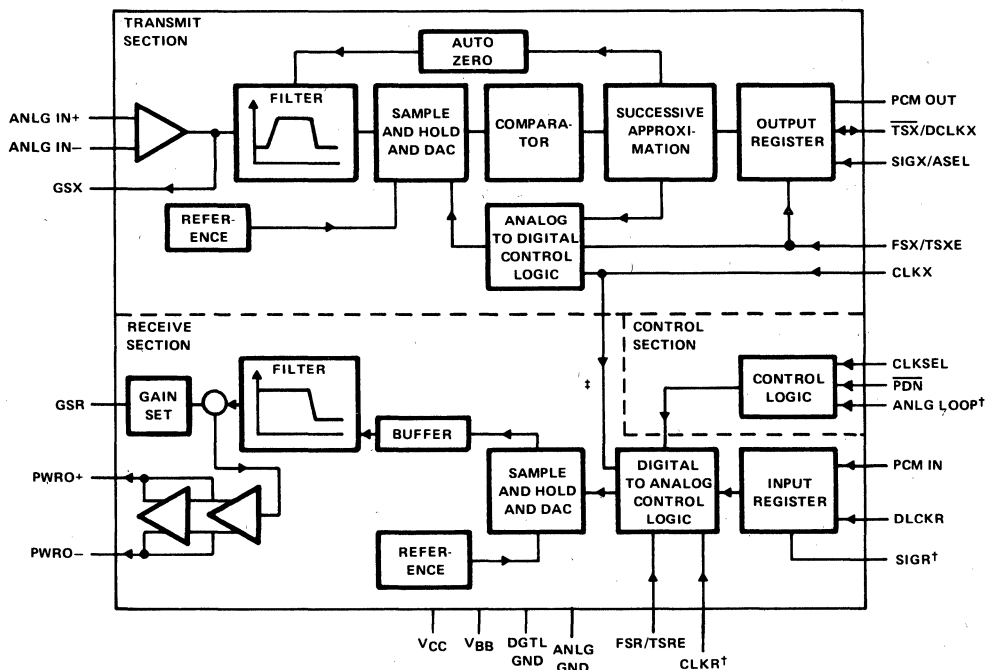 TRANSMIT
SECTION
AUTO
ZERO
FILTER
SAMPLE
AND HOLD
AND DAC
COMPARA-
TOR
SUCCESSIVE
APPROXI-
MATION
OUTPUT
REGISTER
ANLG IN+
ANLG IN−
GSX
PCM OUT
TSX/DCLKX
SIGX/ASEL
REFER-
ENCE
ANALOG
TO DIGITAL
CONTROL
LOGIC
FSX/TSXE
CLKX
RECEIVE
SECTION
CONTROL
SECTION
FILTER
‡
CONTROL
LOGIC
CLKSEL
PDN
ANLG LOOP†
GSR
GAIN
SET
BUFFER
PWRO+
PWRO−
SAMPLE
AND HOLD
AND DAC
DIGITAL
TO ANALOG
CONTROL
LOGIC
INPUT
REGISTER
PCM IN
DLCKR
SIGR†
REFER-
ENCE
VCC
VBB
DGTL
GND
ANLG
GND
FSR/TSRE
CLKR†